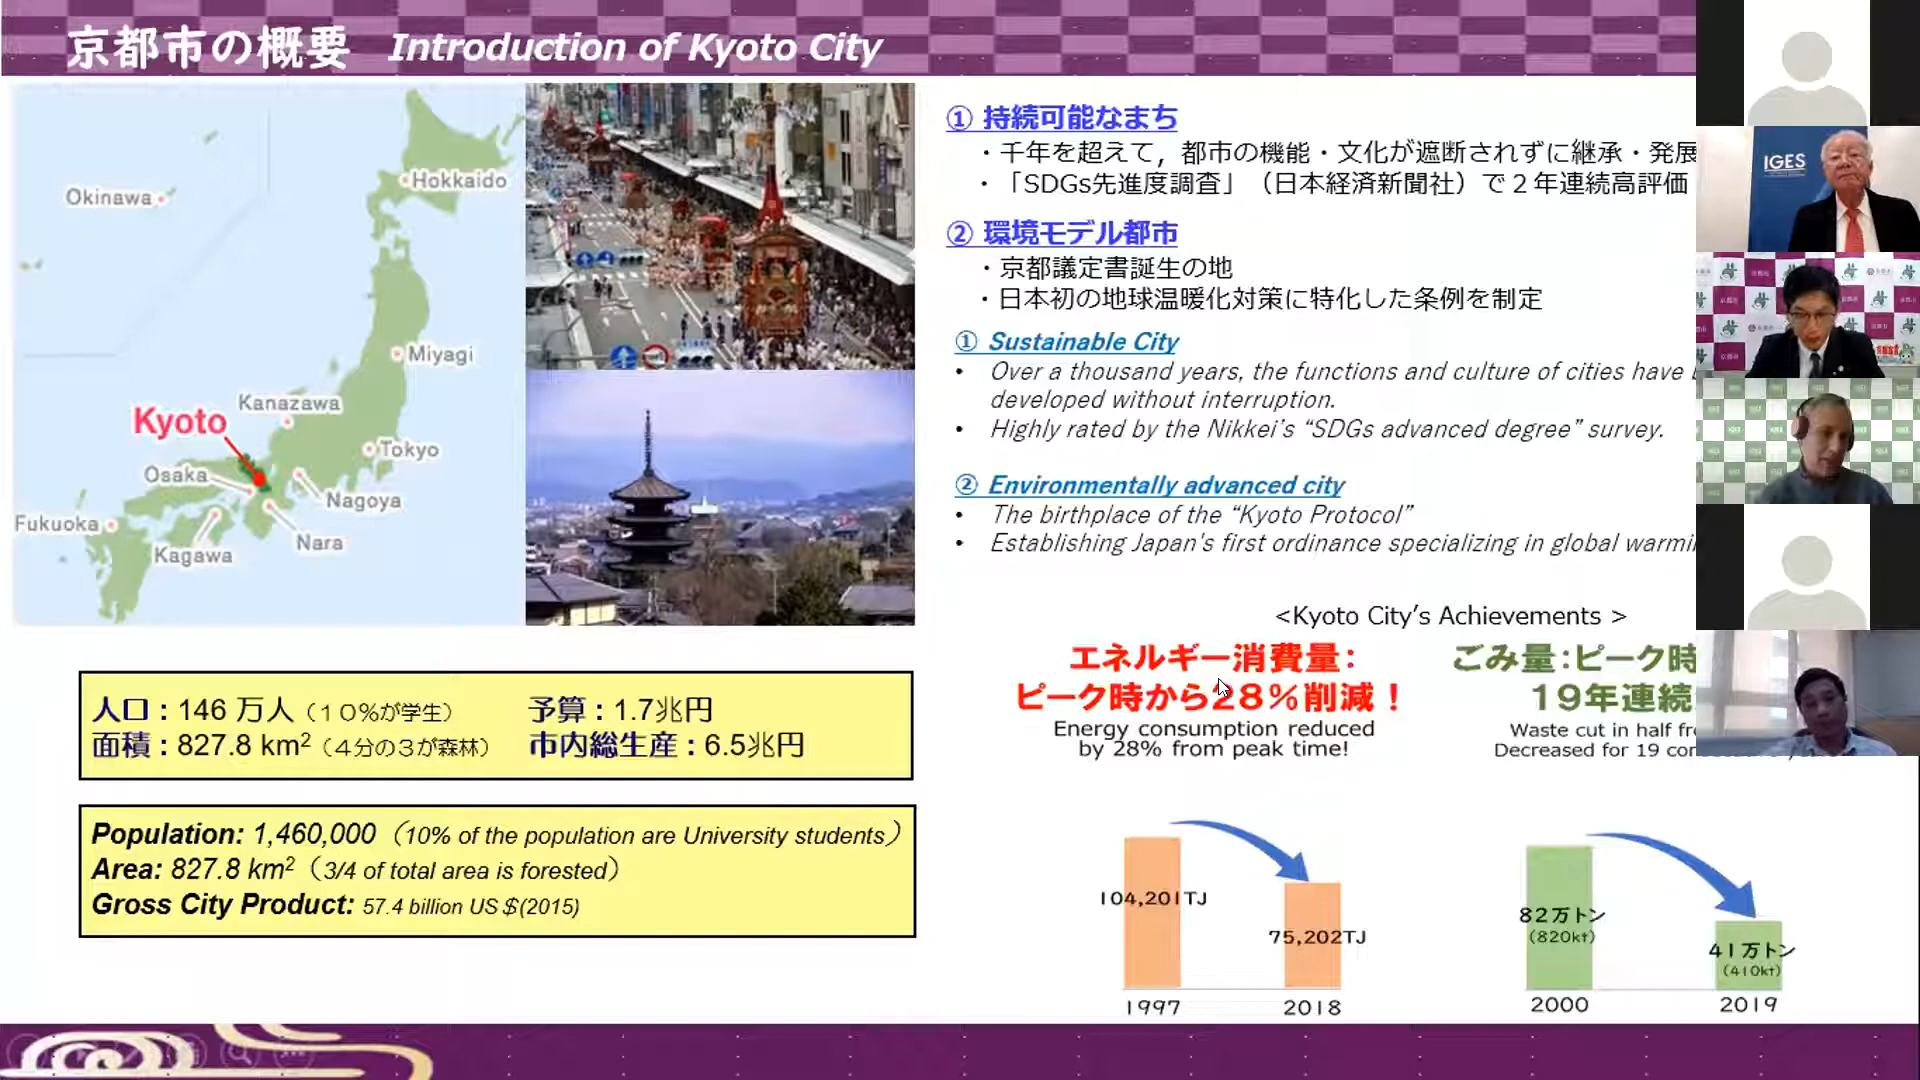 京都市の概要 Introduction of Kyoto City
Okinawa
Hokkaido
Miyagi
Kanazawa
Kyoto
Tokyo
Osaka
Nagoya
Fukuoka
Nara
Kagawa
① 持続可能なまち
・千年を超えて，都市の機能・文化が遮断されずに継承・発展
・「SDGs先進度調査」（日本経済新聞社）で２年連続高評価
② 環境モデル都市
・京都議定書誕生の地
・日本初の地球温暖化対策に特化した条例を制定
① Sustainable City
• Over a thousand years, the functions and culture of cities have
developed without interruption.
• Highly rated by the Nikkei’s “SDGs advanced degree” survey.
② Environmentally advanced city
• The birthplace of the “Kyoto Protocol”
• Establishing Japan's first ordinance specializing in global
人口：146 万人（１０％が学生） 予算：1.7兆円
面積：827.8 km² （４分の３が森林） 市内総生産：6.5兆円
Population: 1,460,000（10% of the population are University students）
Area: 827.8 km²（3/4 of total area is forested）
Gross City Product: 57.4 billion US＄(2015)
<Kyoto City’s Achievements >
エネルギー消費量：
ピーク時から２８％削減！
Energy consumption reduced
by 28% from peak time!
104,201TJ
75,202TJ
1997 2018
ごみ量：ピーク時
１９年連続
Waste cut in half
Decreased for 19
82万トン
(820kt)
41万トン
(410kt)
2000 2019
IGES